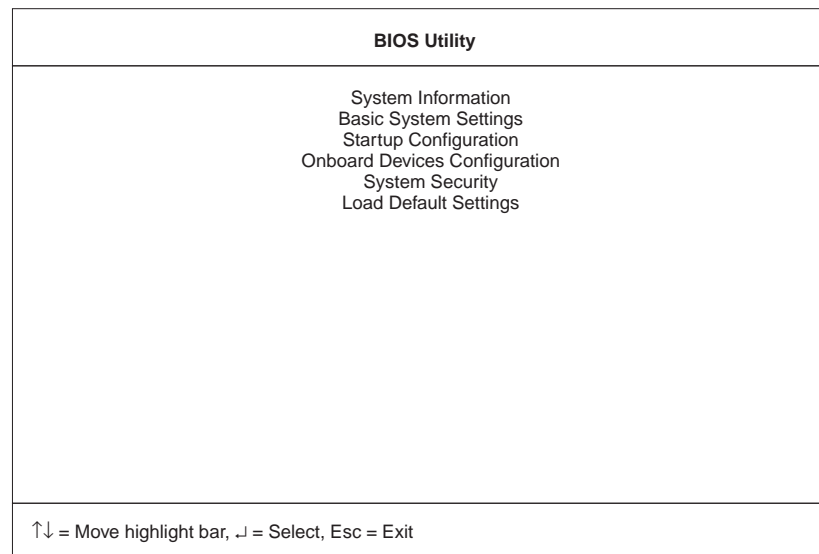 BIOS Utility
System Information
Basic System Settings
Startup Configuration
Onboard Devices Configuration
System Security
Load Default Settings
↑↓ = Move highlight bar, ↵ = Select, Esc = Exit